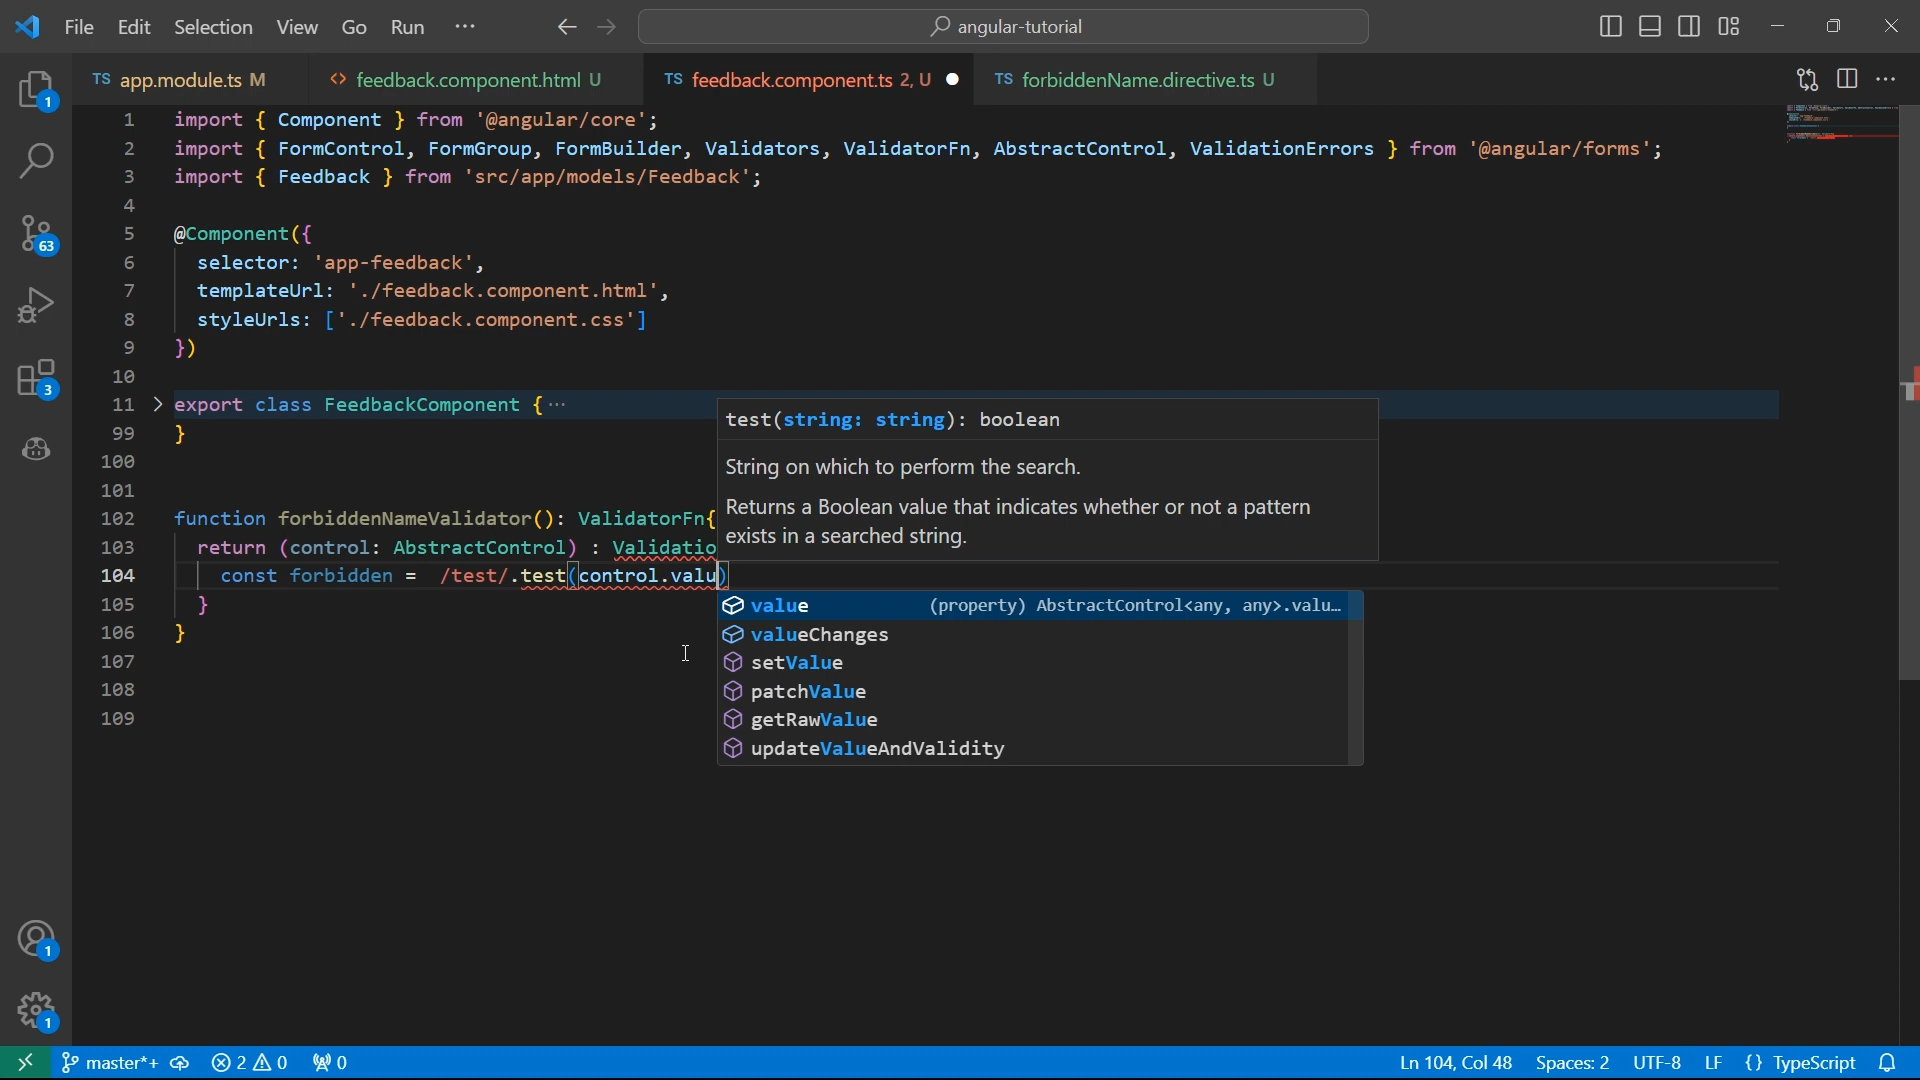 File Edit Selection View Go Run ··· angular-tutorial
TS app.module.ts M <> feedback.component.html U TS feedback.component.ts 2, U TS forbiddenName.directive.ts U
1 import { Component } from '@angular/core';
2 import { FormControl, FormGroup, FormBuilder, Validators, ValidatorFn, AbstractControl, ValidationErrors } from '@angular/forms';
3 import { Feedback } from 'src/app/models/Feedback';
4
5 @Component({
6 selector: 'app-feedback',
7 templateUrl: './feedback.component.html',
8 styleUrls: ['./feedback.component.css']
9 })
10
11 > export class FeedbackComponent { ···
99 }
100
101
102 function forbiddenNameValidator(): ValidatorFn{
103 return (control: AbstractControl) : Validatio
104 const forbidden = /test/.test(control.valu)
105 }
106 }
107
108
109
test(string: string): boolean
String on which to perform the search.
Returns a Boolean value that indicates whether or not a pattern
exists in a searched string.
value (property) AbstractControl<any, any>.valu…
valueChanges
setValue
patchValue
getRawValue
updateValueAndValidity
1
63
3
1
1
master*+ 2 0 0 Ln 104, Col 48 Spaces: 2 UTF-8 LF {} TypeScript